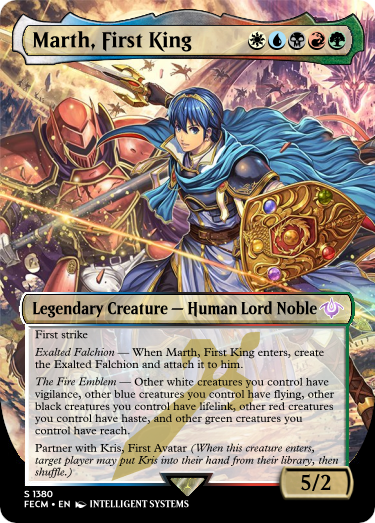 Marth, First King
Legendary Creature — Human Lord Noble
First strike
Exalted Falchion — When Marth, First King enters, create
the Exalted Falchion and attach it to him.
The Fire Emblem — Other white creatures you control have
vigilance, other blue creatures you control have flying, other
black creatures you control have lifelink, other red creatures
you control have haste, and other green creatures you
control have reach.
Partner with Kris, First Avatar (When this creature enters,
target player may put Kris into their hand from their library, then
shuffle.)
5/2
S 1380
FECM • EN INTELLIGENT SYSTEMS